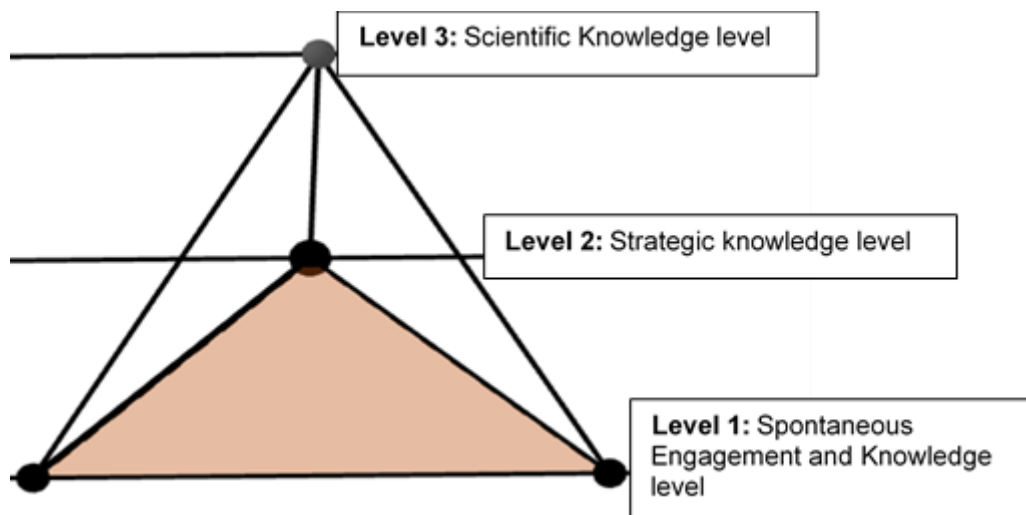 Level 3: Scientific Knowledge level
Level 2: Strategic knowledge level
Level 1: Spontaneous
Engagement and Knowledge
level